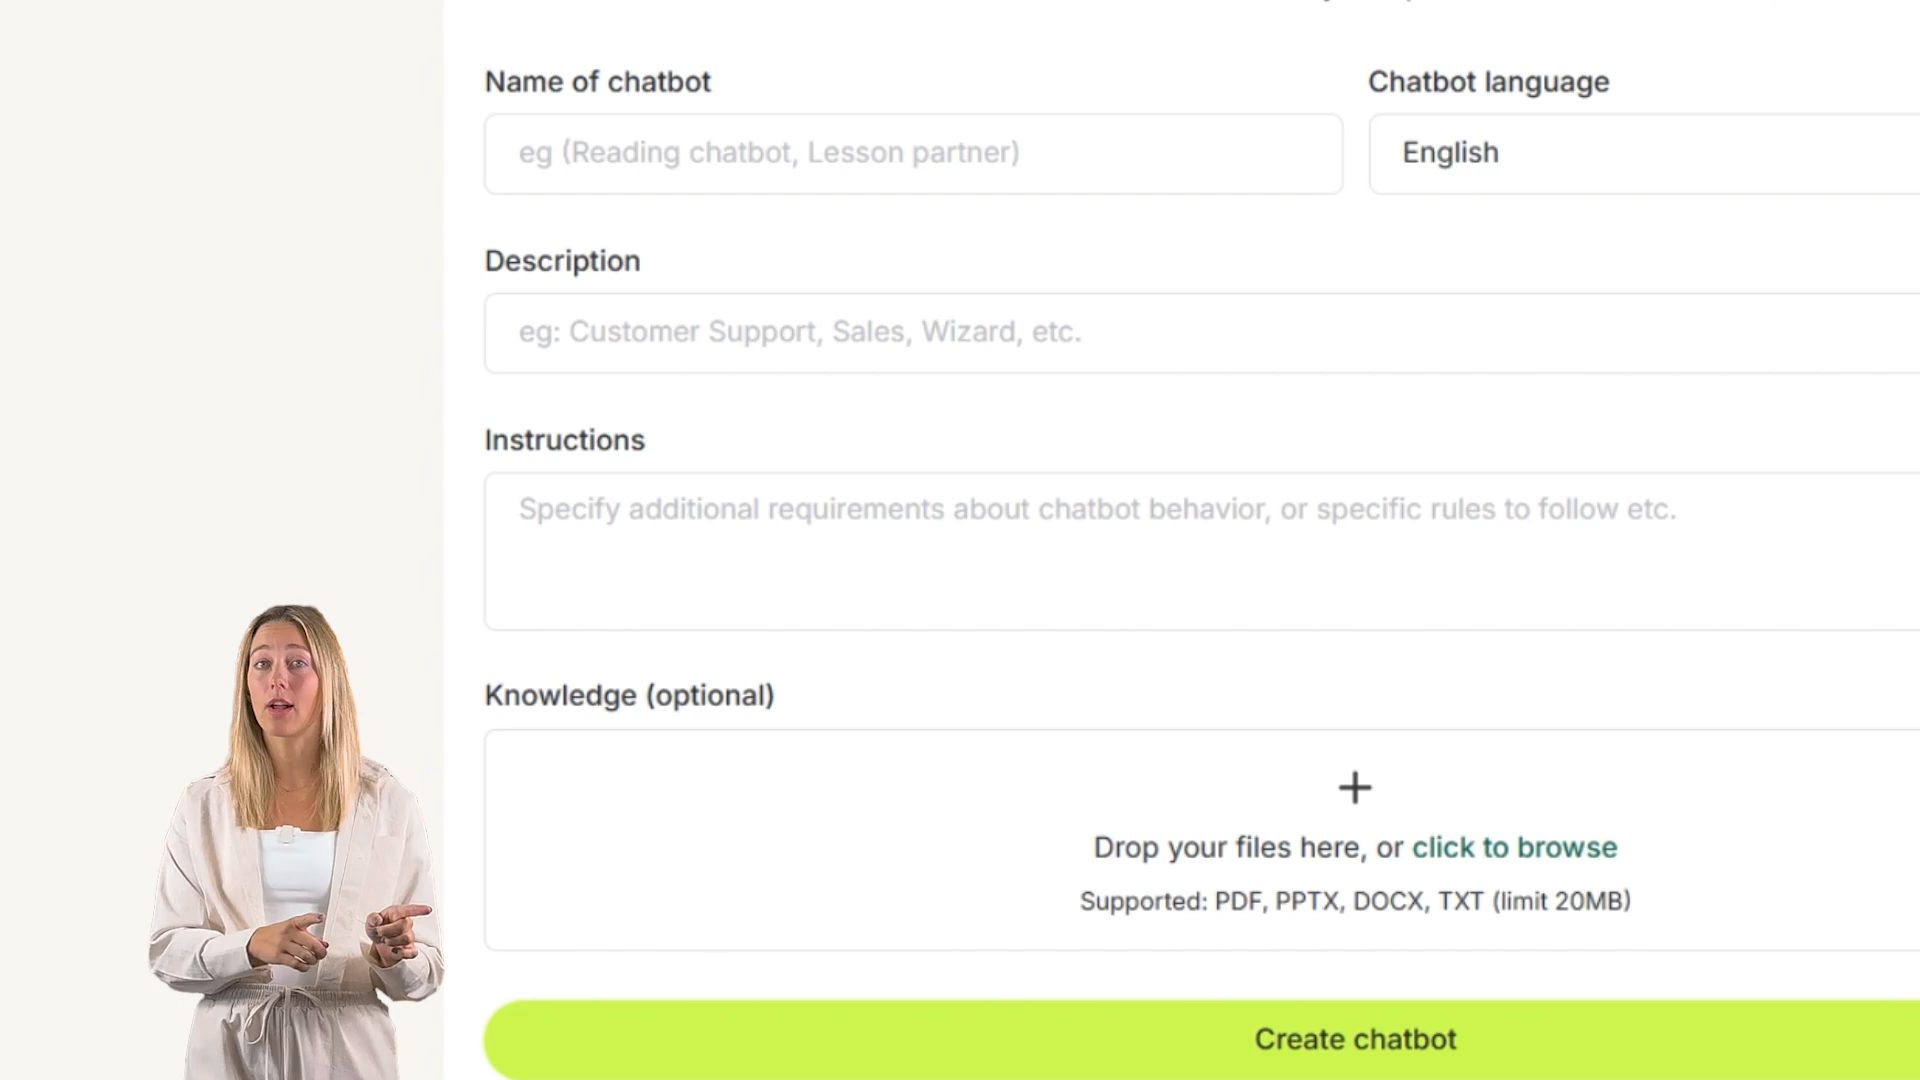 Name of chatbot
Chatbot language
eg (Reading chatbot, Lesson partner)
English
Description
eg: Customer Support, Sales, Wizard, etc.
Instructions
Specify additional requirements about chatbot behavior, or specific rules to follow etc.
Knowledge (optional)
Drop your files here, or click to browse
Supported: PDF, PPTX, DOCX, TXT (limit 20MB)
Create chatbot